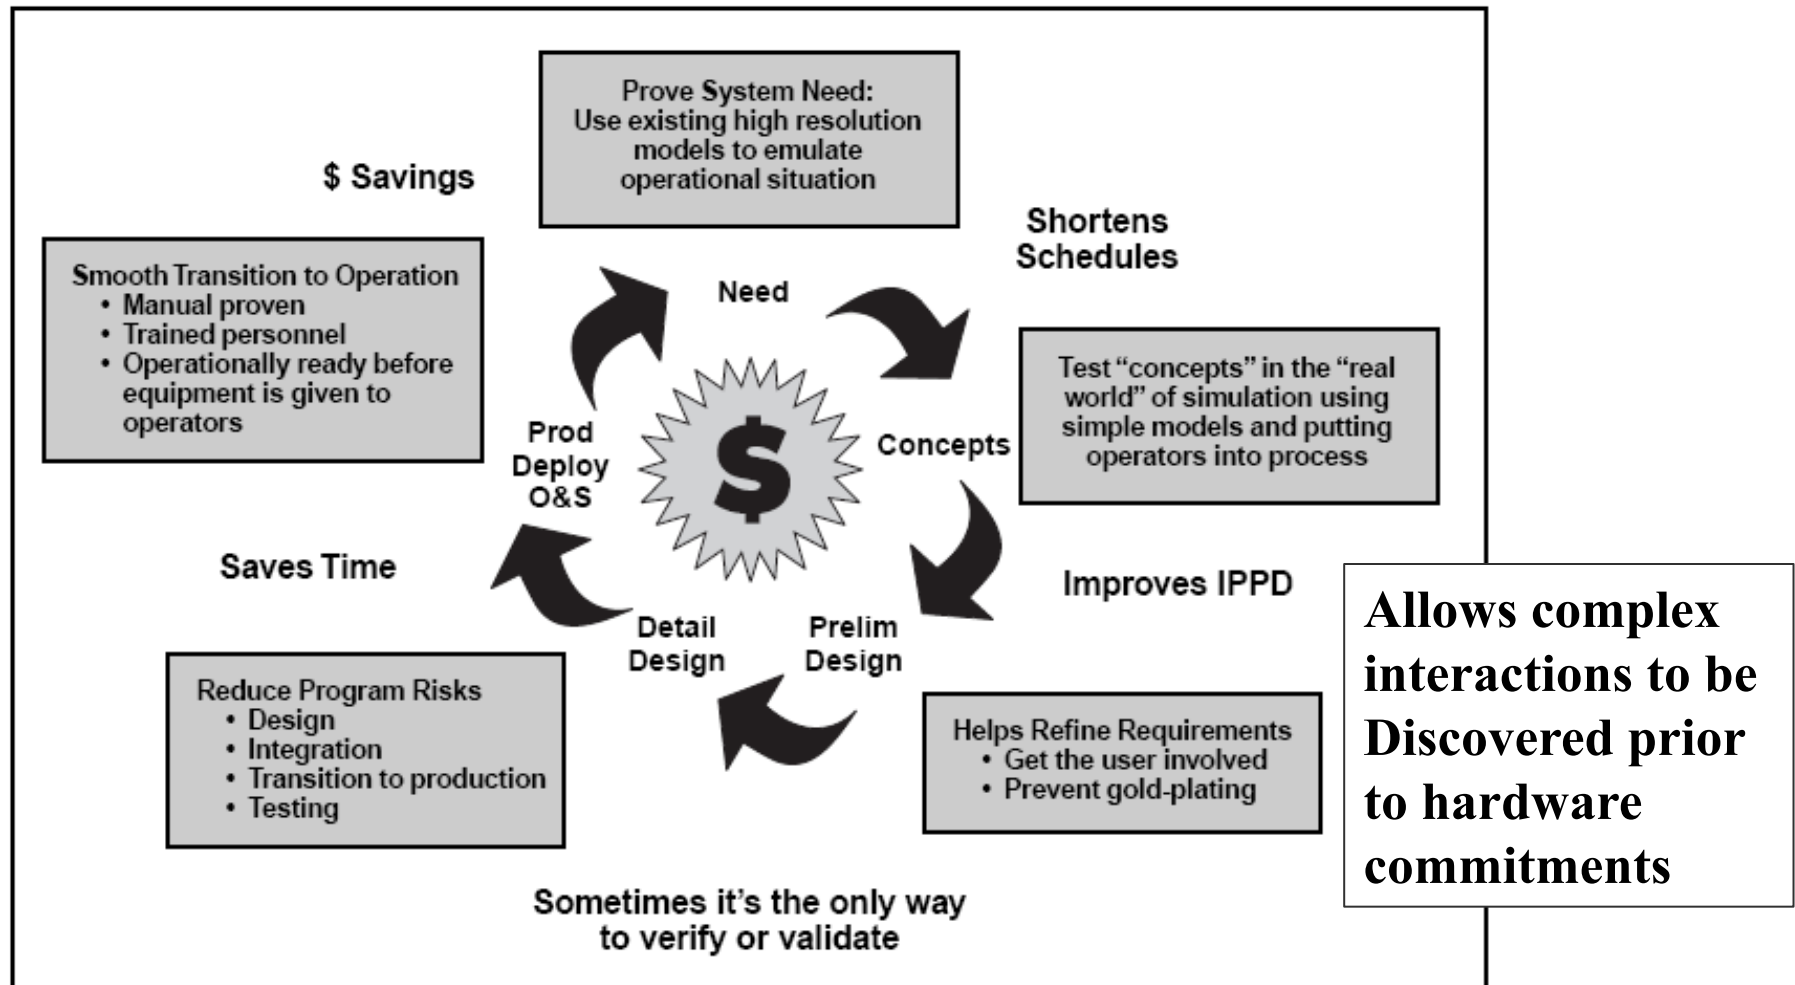 Prove System Need:
Use existing high resolution
models to emulate
operational situation
$ Savings
Shortens
Schedules
Smooth Transition to Operation
• Manual proven
• Trained personnel
• Operationally ready before
equipment is given to
operators
Need
Test “concepts” in the “real
world” of simulation using
simple models and putting
operators into process
Concepts
Prod
Deploy
O&S
$
Saves Time
Improves IPPD
Detail
Design
Prelim
Design
Reduce Program Risks
• Design
• Integration
• Transition to production
• Testing
Helps Refine Requirements
• Get the user involved
• Prevent gold-plating
Allows complex
interactions to be
Discovered prior
to hardware
commitments
Sometimes it’s the only way
to verify or validate